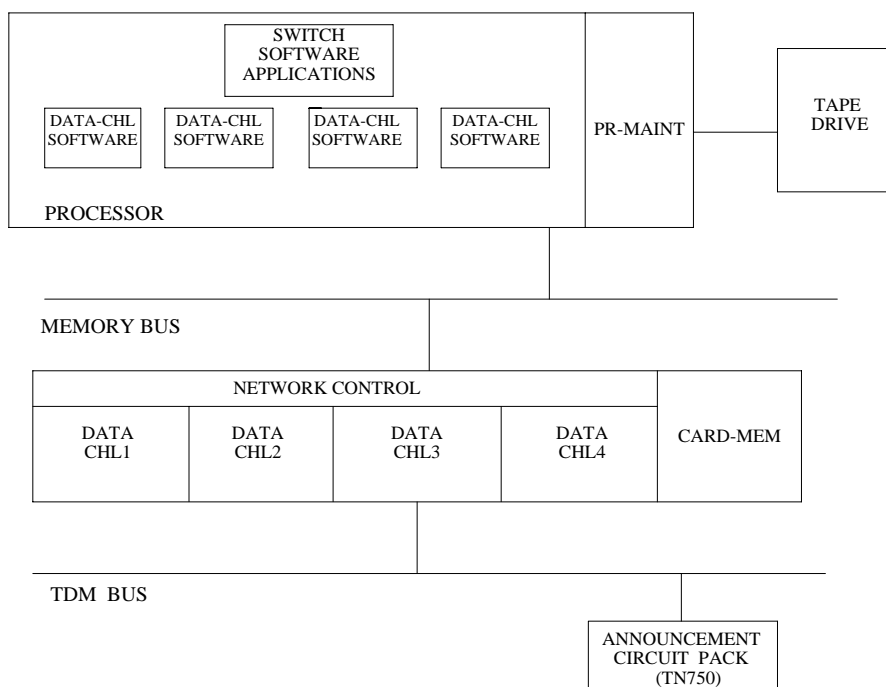 SWITCH
SOFTWARE
APPLICATIONS
DATA-CHL
SOFTWARE
DATA-CHL
SOFTWARE
DATA-CHL
SOFTWARE
DATA-CHL
SOFTWARE
PR-MAINT
TAPE
DRIVE
PROCESSOR
MEMORY BUS
NETWORK CONTROL
DATA
CHL1
DATA
CHL2
DATA
CHL3
DATA
CHL4
CARD-MEM
TDM BUS
ANNOUNCEMENT
CIRCUIT PACK
(TN750)